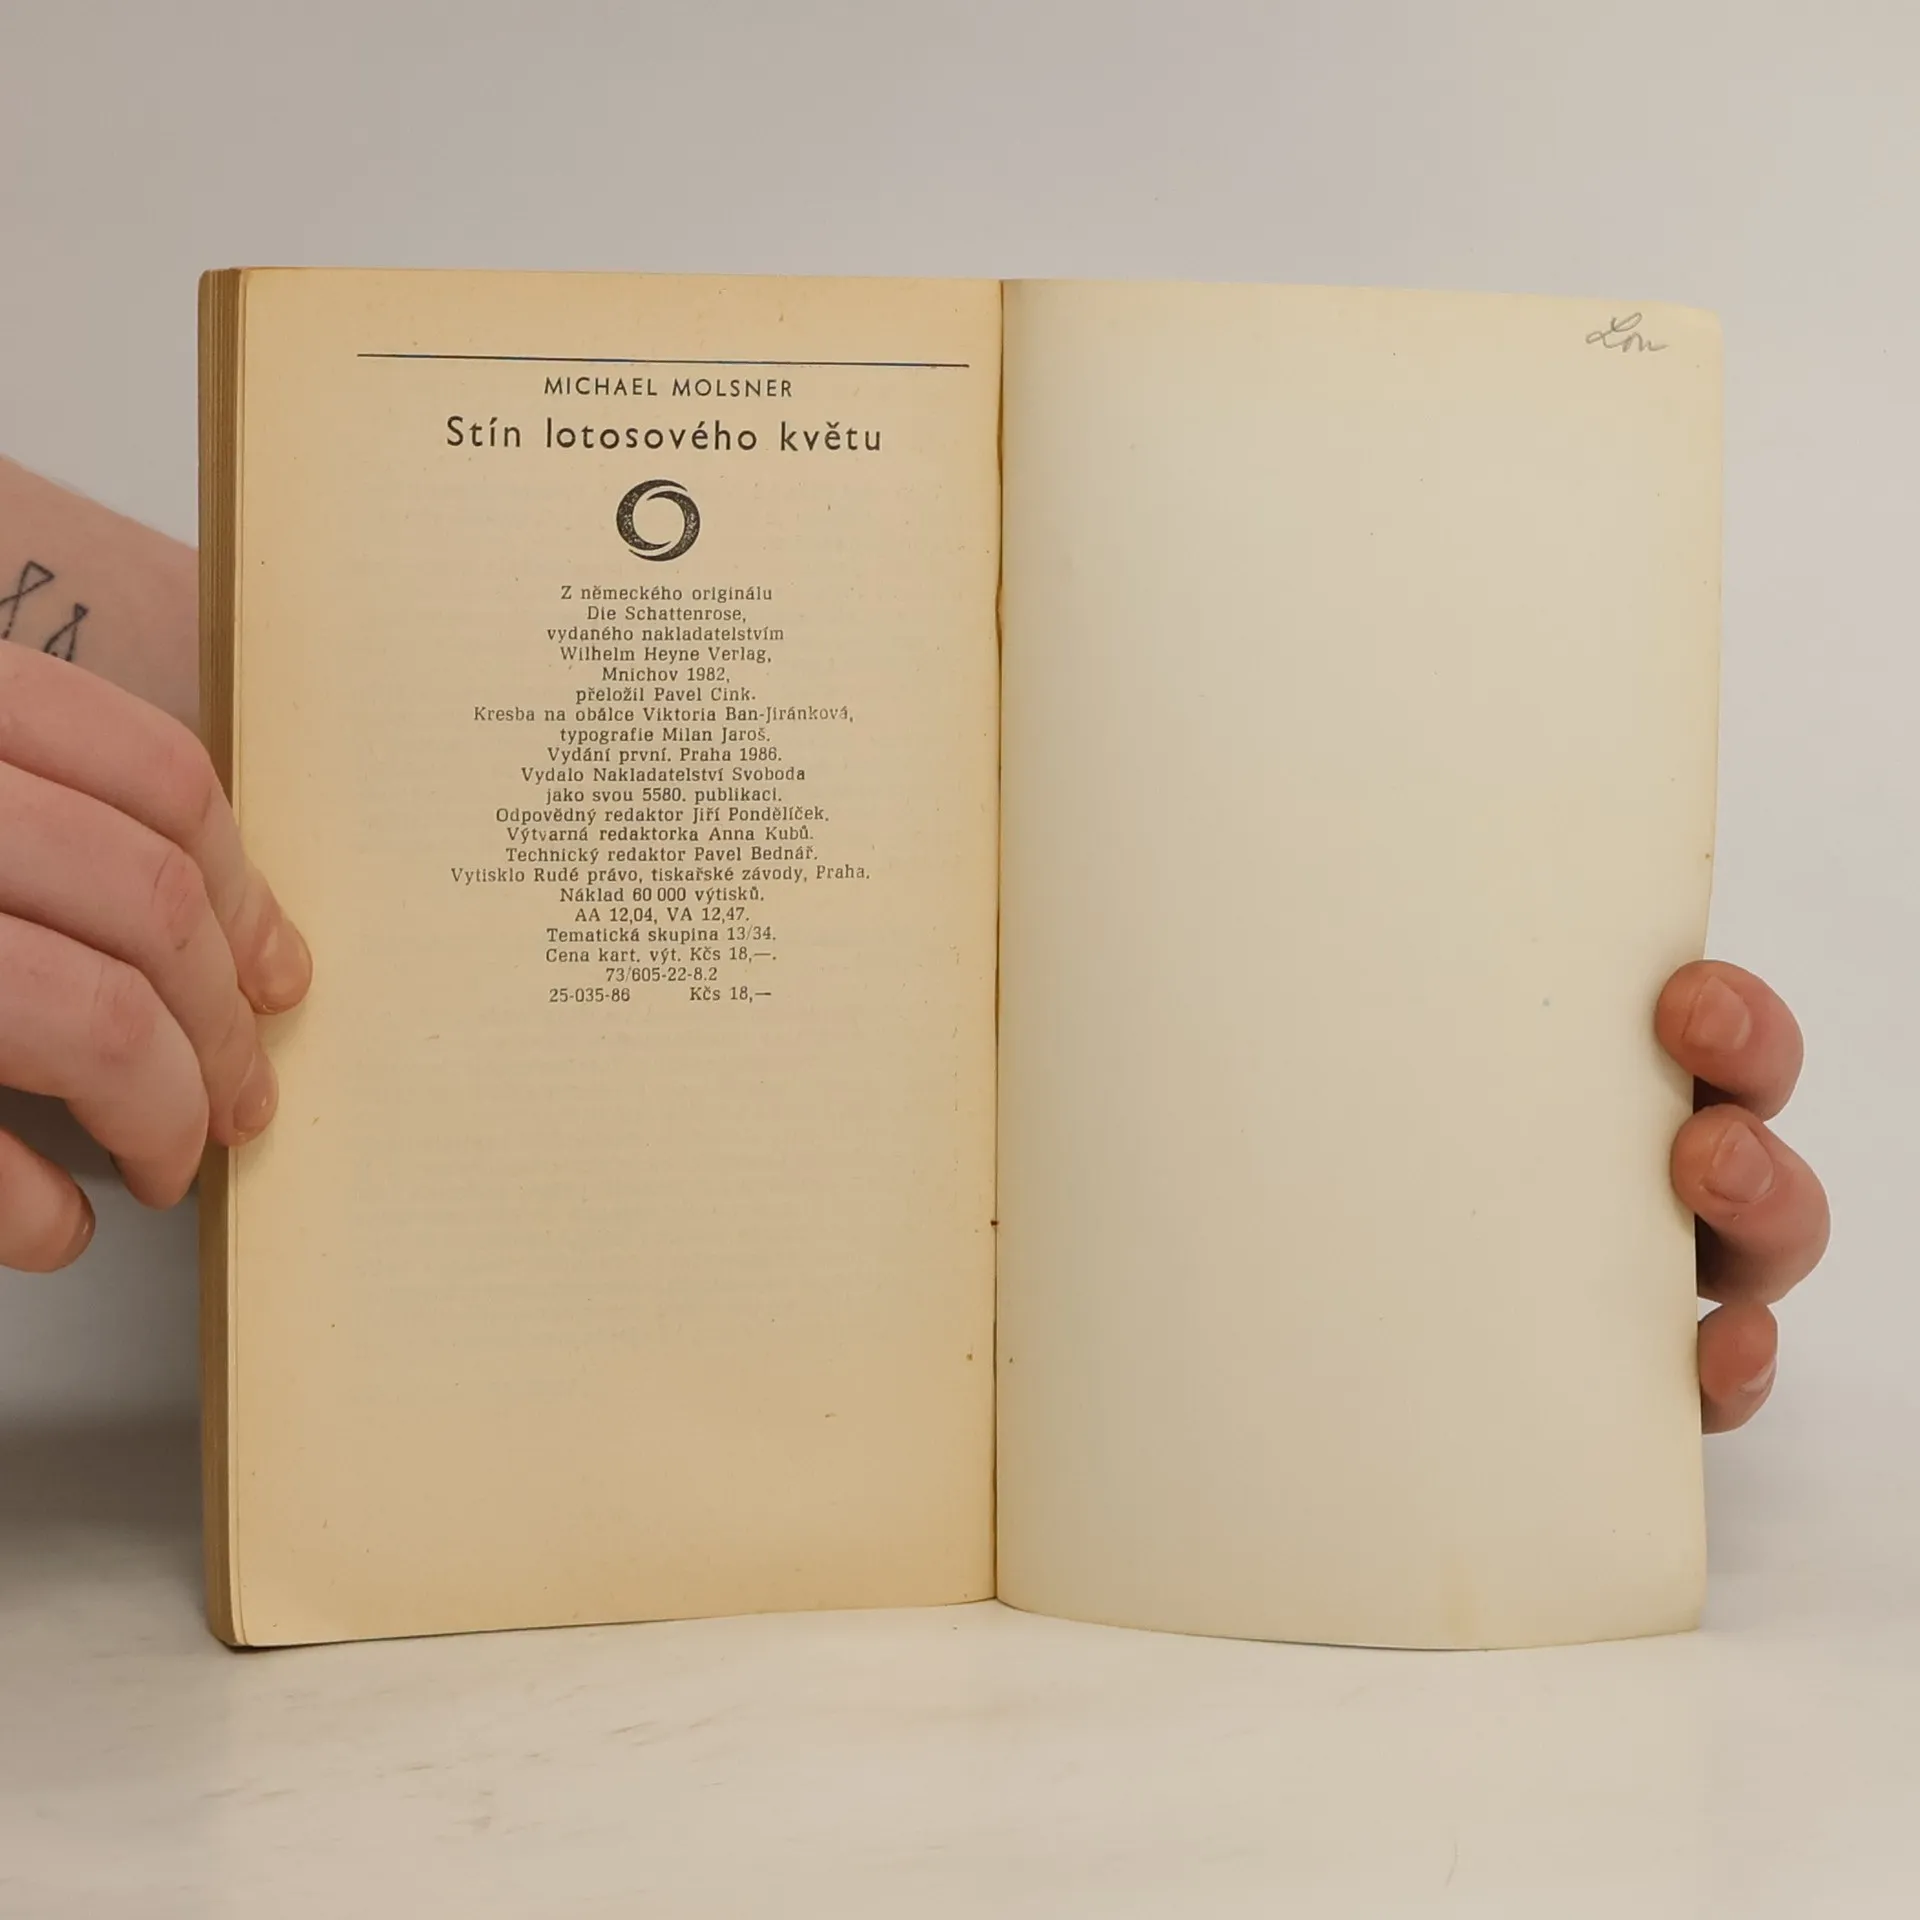 MICHAEL MOLSNER
Stín lotosového květu
Z německého originálu
Die Schattenrose,
vydaného nakladatelstvím
Wilhelm Heyne Verlag,
Mnichov 1982,
přeložil Pavel Cink.
Kresba na obálce Viktoria Ban-Jiránková,
typografie Milan Jaroš.
Vydání první. Praha 1986.
Vydalo Nakladatelství Svoboda
jako svou 5580. publikaci.
Odpovědný redaktor Jiří Pondělíček.
Výtvarná redaktorka Anna Kubů.
Technický redaktor Pavel Bednář.
Vytisklo Rudé právo, tiskařské závody, Praha.
Náklad 60 000 výtisků.
AA 12,04, VA 12,47.
Tematická skupina 13/34.
Cena kart. výt. Kčs 18,—.
73/605-22-8.2
25-035-86 Kčs 18,—